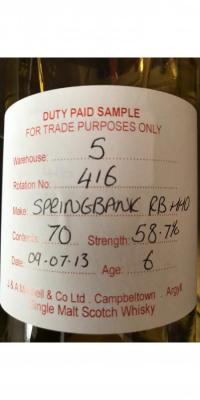 DUTY PAID SAMPLE
FOR TRADE PURPOSES ONLY
Warehouse: 5
Rotation No: 416
Make: SPRINGBANK RB HHD
Contents: 70 Strength: 58.7%
Date: 09.07.13 Age: 6
J & A Mitchell & Co Ltd . Campbeltown . Argyll
Single Malt Scotch Whisky